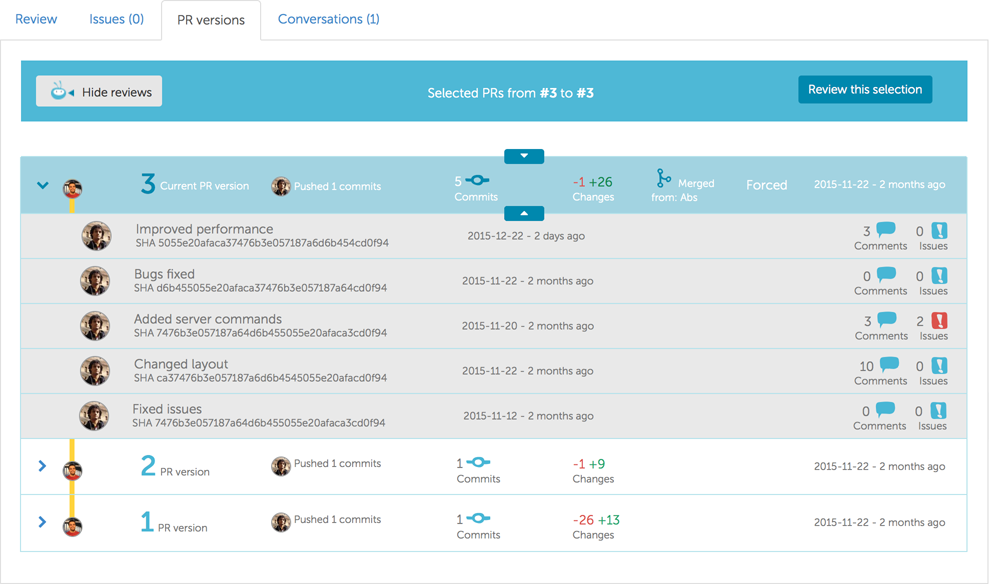 Review Issues (0) PR versions Conversations (1)
Hide reviews Selected PRs from #3 to #3 Review this selection
3 Current PR version Pushed 1 commits 5 Commits -1 +26 Changes Merged from: Abs Forced 2015-11-22 - 2 months ago
Improved performance
SHA 5055e20afaca37476b3e057187a6d6b454cd0f94
2015-12-22 - 2 days ago
3 Comments 0 Issues
Bugs fixed
SHA d6b455055e20afaca37476b3e057187a64cd0f94
2015-11-22 - 2 months ago
0 Comments 0 Issues
Added server commands
SHA 7476b3e057187a64d6b455055e20afaca3cd0f94
2015-11-20 - 2 months ago
3 Comments 2 Issues
Changed layout
SHA ca37476b3e057187a6d6b4545055e20afacd0f94
2015-11-22 - 2 months ago
10 Comments 0 Issues
Fixed issues
SHA 7476b3e057187a64d6b455055e20afaca3cd0f94
2015-11-12 - 2 months ago
0 Comments 0 Issues
2 PR version Pushed 1 commits 1 Commits -1 +9 Changes 2015-11-22 - 2 months ago
1 PR version Pushed 1 commits 1 Commits -26 +13 Changes 2015-11-22 - 2 months ago